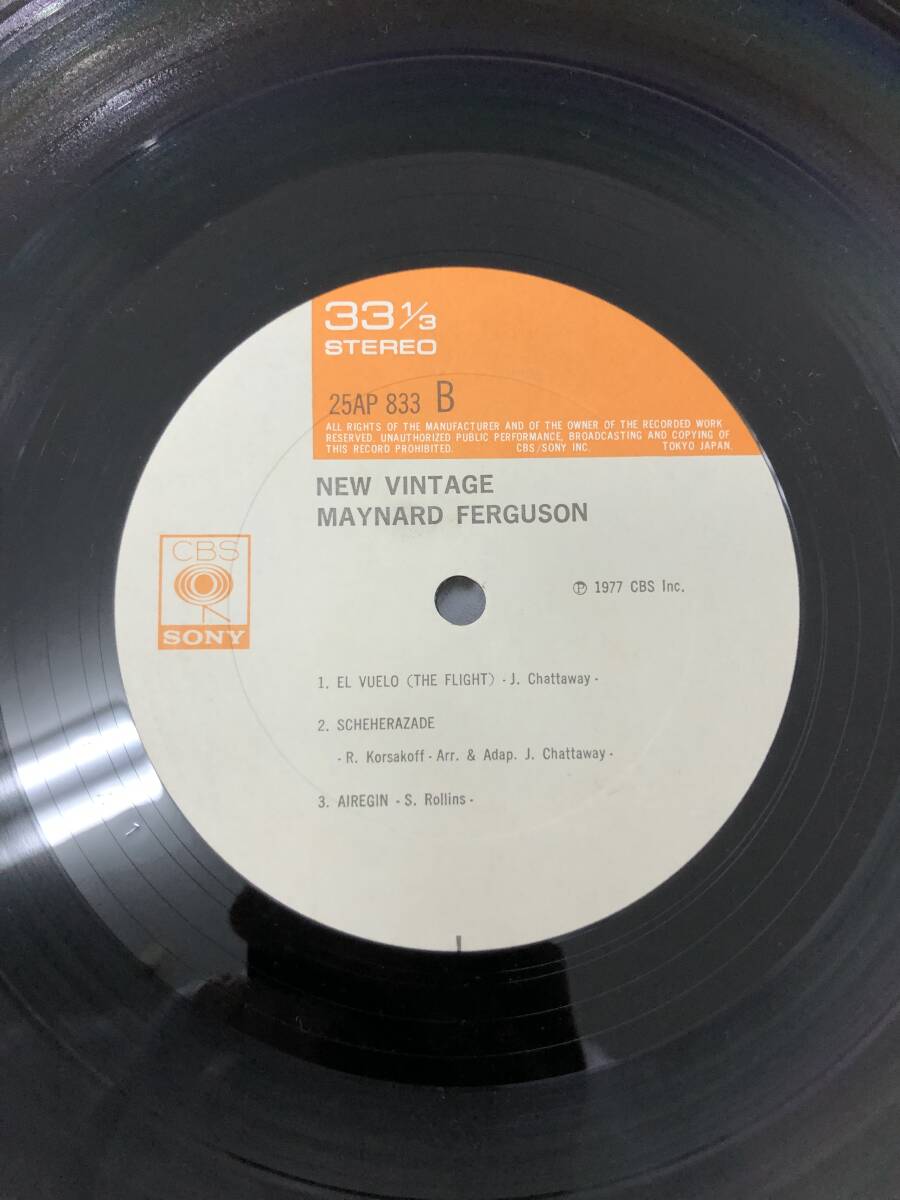 33 1/3
STEREO
25AP 833 B
ALL RIGHTS OF THE MANUFACTURER AND OF THE OWNER OF THE RECORDED WORK
RESERVED. UNAUTHORIZED PUBLIC PERFORMANCE, BROADCASTING AND COPYING OF
THIS RECORD PROHIBITED. CBS/SONY INC. TOKYO JAPAN.
NEW VINTAGE
MAYNARD FERGUSON
CBS
SONY
℗ 1977 CBS Inc.
1. EL VUELO (THE FLIGHT) - J. Chattaway -
2. SCHEHERAZADE
- R. Korsakoff - Arr. & Adap. J. Chattaway -
3. AIREGIN - S. Rollins -